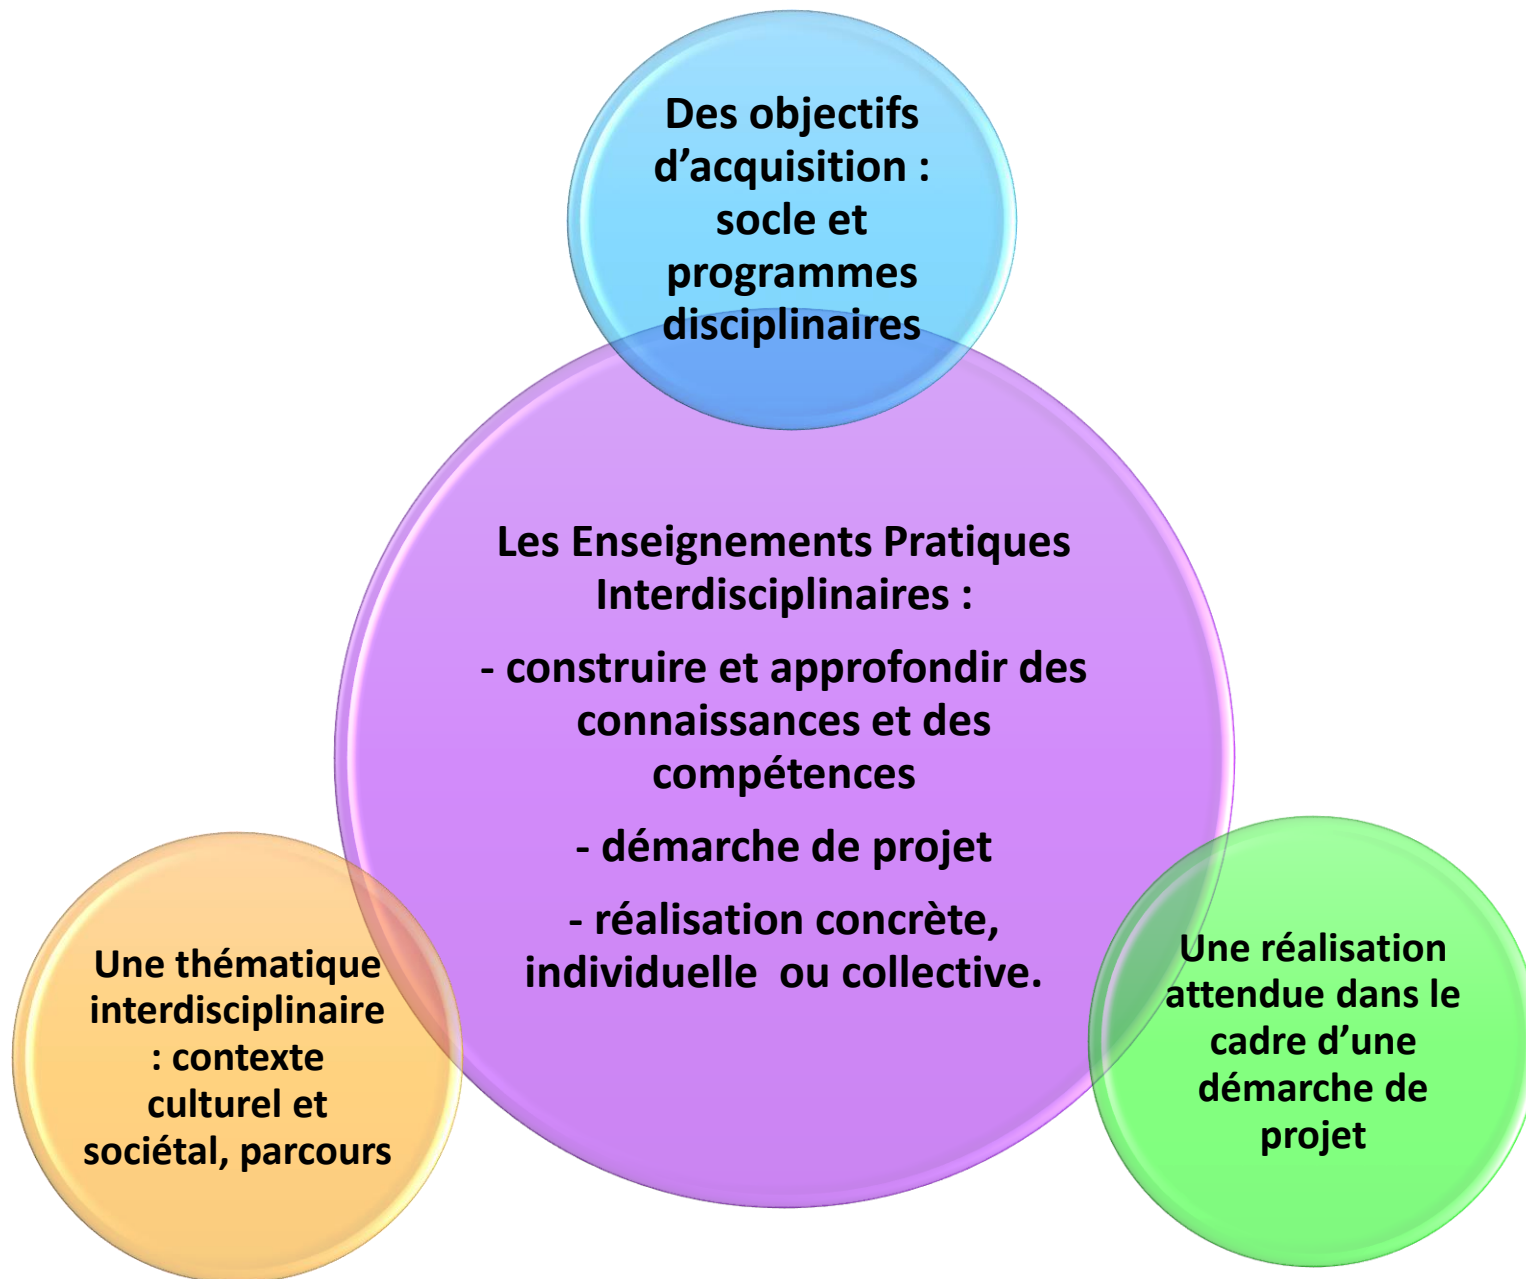 Des objectifs
d’acquisition :
socle et
programmes
disciplinaires
Les Enseignements Pratiques
Interdisciplinaires :
- construire et approfondir des
connaissances et des
compétences
- démarche de projet
- réalisation concrète,
individuelle  ou collective.
Une thématique
interdisciplinaire
: contexte
culturel et
sociétal, parcours
Une réalisation
attendue dans le
cadre d’une
démarche de
projet